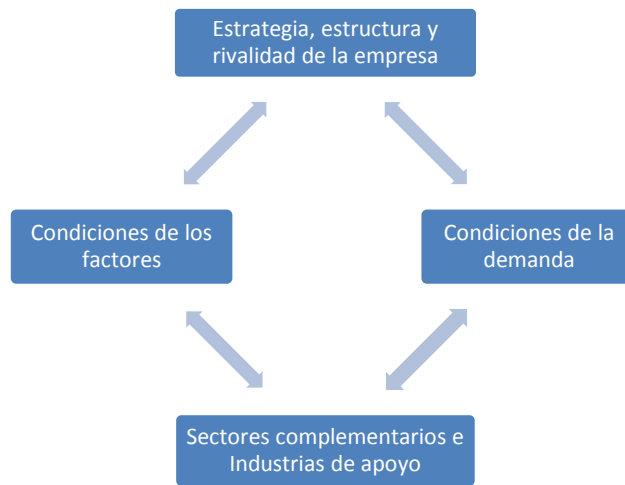 Estrategia, estructura y
rivalidad de la empresa
Condiciones de los
factores
Condiciones de la
demanda
Sectores complementarios e
Industrias de apoyo